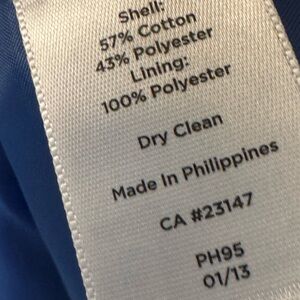 Shell:
57% Cotton
43% Polyester
Lining:
100% Polyester
Dry Clean
Made In Philippines
CA #23147
PH95
01/13